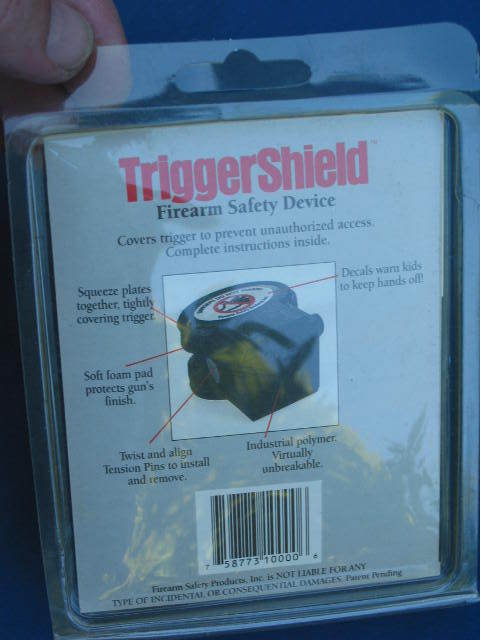 TriggerShield™
Firearm Safety Device
Covers trigger to prevent unauthorized access.
Complete instructions inside.
Squeeze plates
together, tightly
covering trigger.
Decals warn kids
to keep hands off!
Soft foam pad
protects gun's
finish.
Twist and align
Tension Pins to install
and remove.
Industrial polymer.
Virtually
unbreakable.
7 58773 10000 6
Firearm Safety Products, Inc. is NOT LIABLE FOR ANY
TYPE OF INCIDENTAL OR CONSEQUENTIAL DAMAGES. Patent Pending